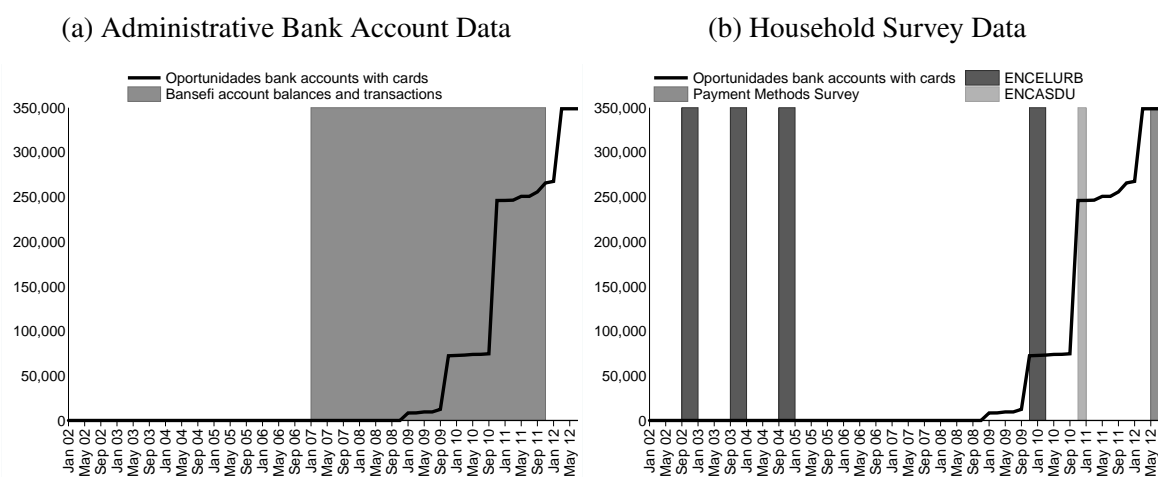 (a) Administrative Bank Account Data
Oportunidades bank accounts with cards
Bansefi account balances and transactions
350,000
300,000
250,000
200,000
150,000
100,000
50,000
0
Jan 02
May 02
Sep 02
Jan 03
May 03
Sep 03
Jan 04
May 04
Sep 04
Jan 05
May 05
Sep 05
Jan 06
May 06
Sep 06
Jan 07
May 07
Sep 07
Jan 08
May 08
Sep 08
Jan 09
May 09
Sep 09
Jan 10
May 10
Sep 10
Jan 11
May 11
Sep 11
Jan 12
May 12
(b) Household Survey Data
Oportunidades bank accounts with cards
ENCELURB
Payment Methods Survey
ENCASDU
350,000
300,000
250,000
200,000
150,000
100,000
50,000
0
Jan 02
May 02
Sep 02
Jan 03
May 03
Sep 03
Jan 04
May 04
Sep 04
Jan 05
May 05
Sep 05
Jan 06
May 06
Sep 06
Jan 07
May 07
Sep 07
Jan 08
May 08
Sep 08
Jan 09
May 09
Sep 09
Jan 10
May 10
Sep 10
Jan 11
May 11
Sep 11
Jan 12
May 12